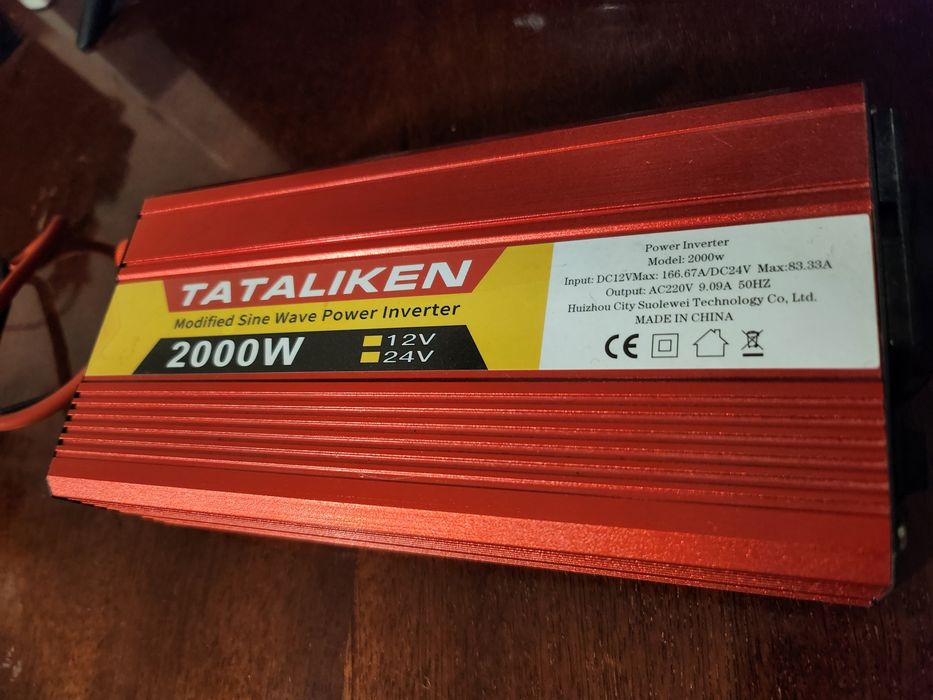 TATALIKEN
Modified Sine Wave Power Inverter
2000W
12V
24V
Power Inverter
Model: 2000w
Input: DC12VMax: 166.67A/DC24V Max:83.33A
Output: AC220V 9.09A 50HZ
Huizhou City Suolewei Technology Co, Ltd.
MADE IN CHINA
CE